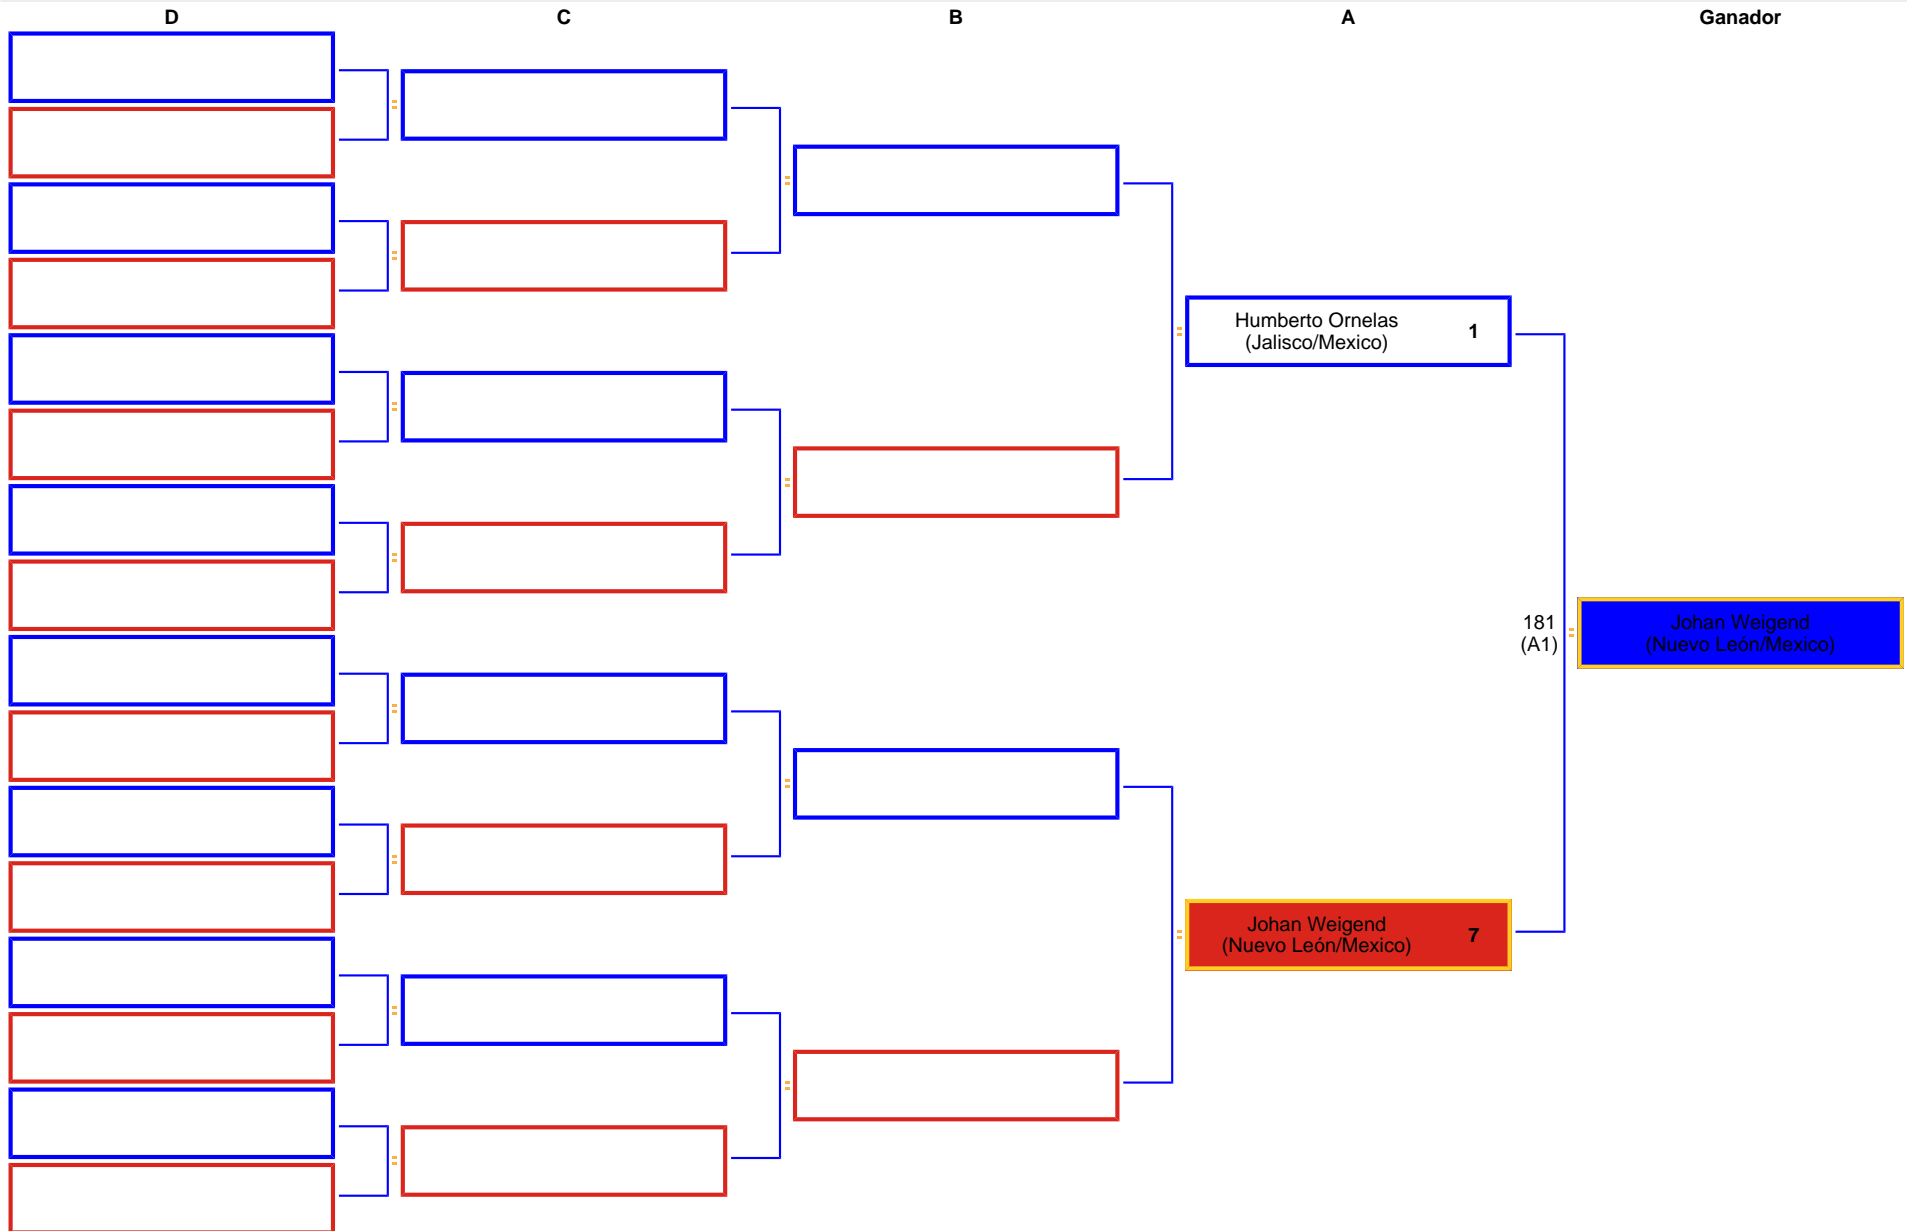 D
C
B
A
Ganador
Humberto Ornelas
(Jalisco/Mexico)
1
181
(A1)
Johan Weigend
(Nuevo León/Mexico)
Johan Weigend
(Nuevo León/Mexico)
7